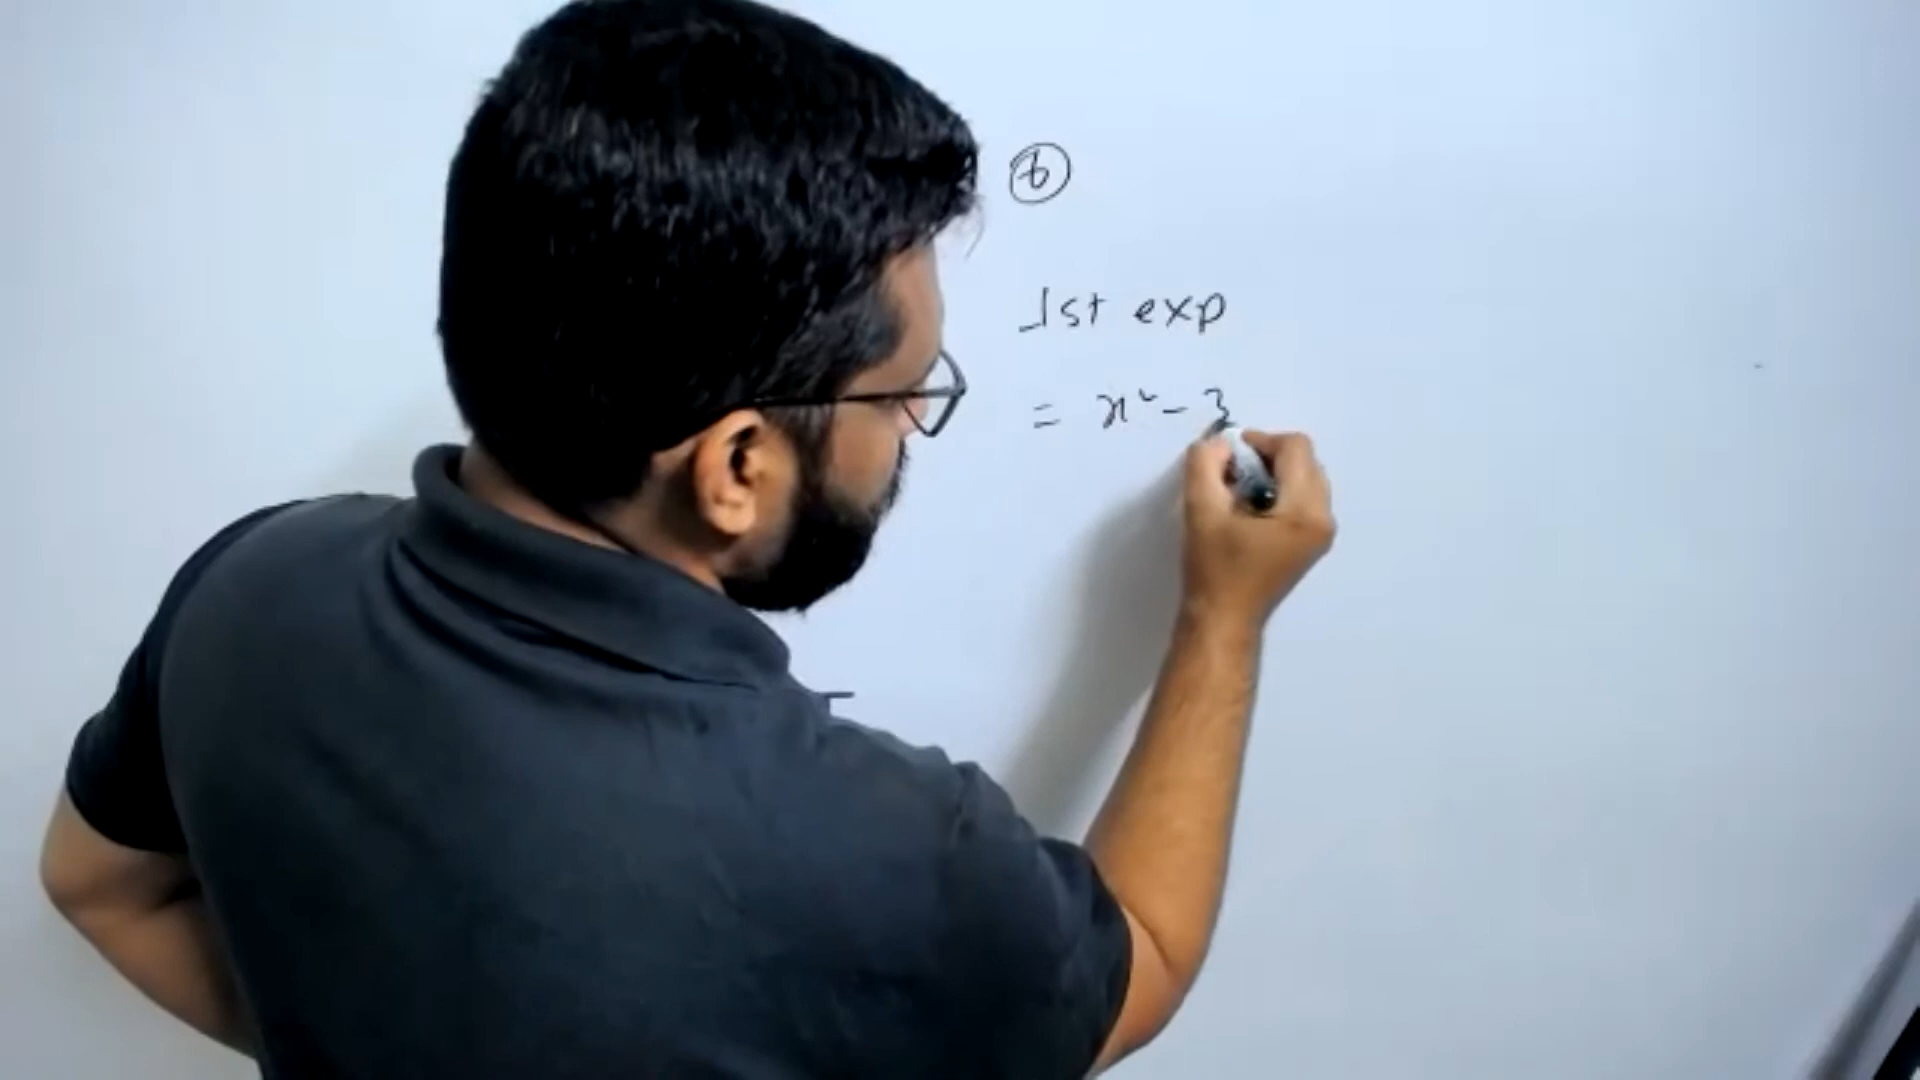 b
1st exp
= x² - 3